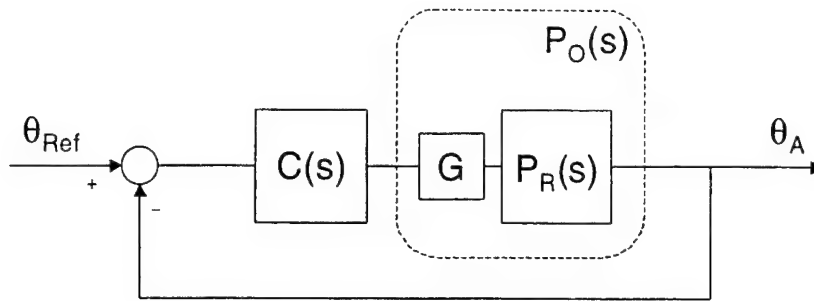 P_O(s)
θ_Ref
+
−
C(s)
G
P_R(s)
θ_A